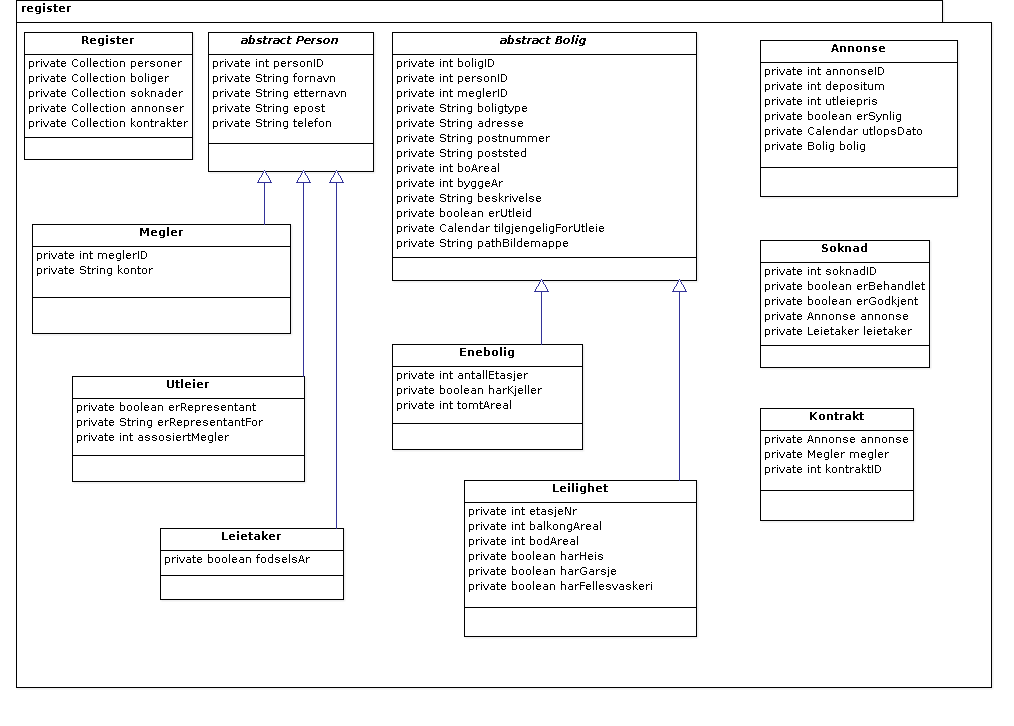 register
Register
private Collection personer
private Collection boliger
private Collection soknader
private Collection annonser
private Collection kontrakter
abstract Person
private int personID
private String fornavn
private String etternavn
private String epost
private String telefon
abstract Bolig
private int boligID
private int personID
private int meglerID
private String boligtype
private String adresse
private String postnummer
private String poststed
private int boAreal
private int byggeAr
private String beskrivelse
private boolean erUtleid
private Calendar tilgjengeligForUtleie
private String pathBildemappe
Annonse
private int annonseID
private int depositum
private int utleiepris
private boolean erSynlig
private Calendar utlopsDato
private Bolig bolig
Megler
private int meglerID
private String kontor
Soknad
private int soknadID
private boolean erBehandlet
private boolean erGodkjent
private Annonse annonse
private Leietaker leietaker
Utleier
private boolean erRepresentant
private String erRepresentantFor
private int assosiertMegler
Enebolig
private int antallEtasjer
private boolean harKjeller
private int tomtAreal
Kontrakt
private Annonse annonse
private Megler megler
private int kontraktID
Leietaker
private boolean fodselsAr
Leilighet
private int etasjeNr
private int balkongAreal
private int bodAreal
private boolean harHeis
private boolean harGarsje
private boolean harFellesvaskeri